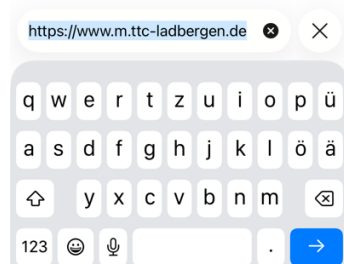 https://www.m.ttc-ladbergen.de
q w e r t z u i o p ü
a s d f g h j k l ö ä
y x c v b n m
123 .